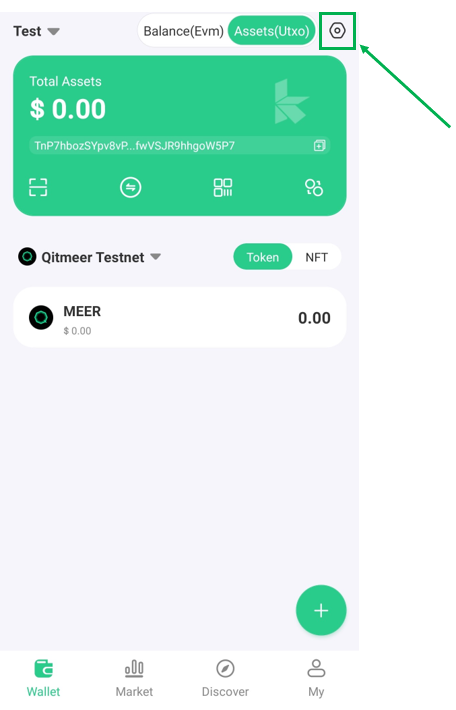 Test
Balance(Evm) Assets(Utxo)
Total Assets
$ 0.00
TnP7hbozSYpv8vP...fwVSJR9hhgoW5P7
Qitmeer Testnet
Token NFT
MEER
$ 0.00
0.00
Wallet Market Discover My